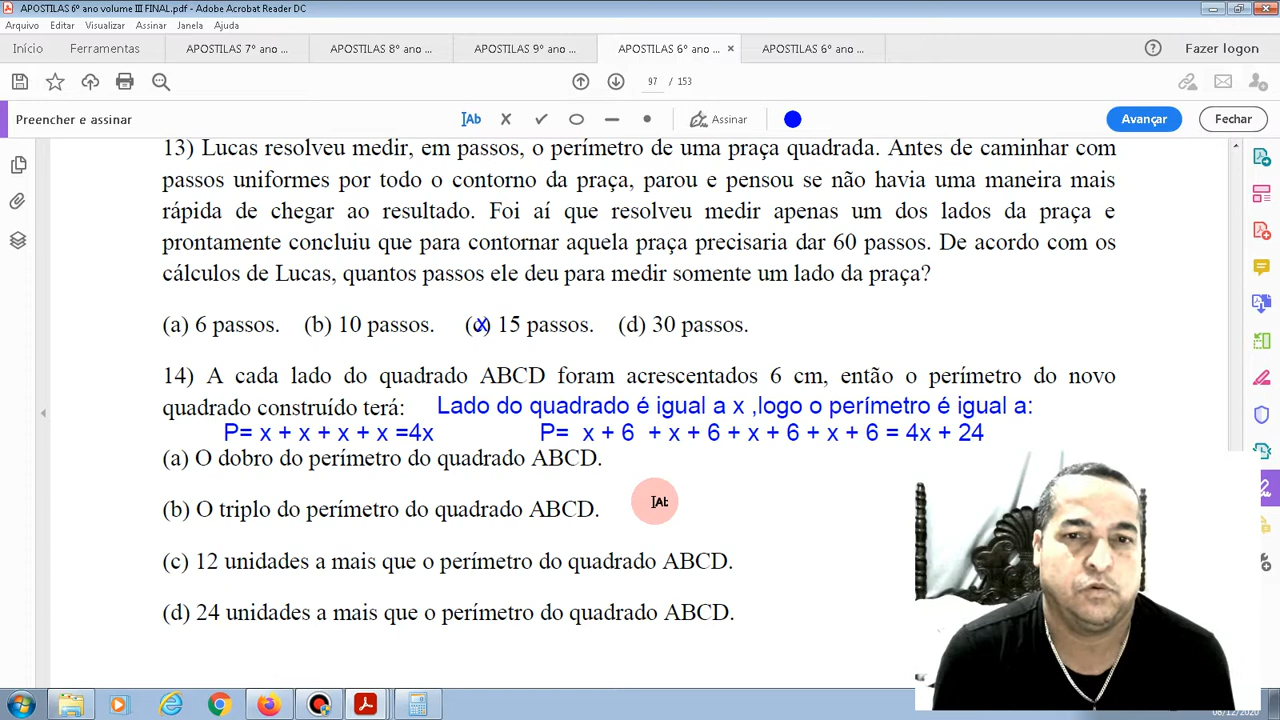 APOSTILAS 6º ano volume III FINAL.pdf - Adobe Acrobat Reader DC
Arquivo Editar Visualizar Assinar Janela Ajuda
Início Ferramentas APOSTILAS 7º ano ... APOSTILAS 8º ano ... APOSTILAS 9º ano ... APOSTILAS 6º ano ... × APOSTILAS 6º ano ... Fazer logon
97 / 153
Preencher e assinar Ab Assinar Avançar Fechar
13) Lucas resolveu medir, em passos, o perímetro de uma praça quadrada. Antes de caminhar com
passos uniformes por todo o contorno da praça, parou e pensou se não havia uma maneira mais
rápida de chegar ao resultado. Foi aí que resolveu medir apenas um dos lados da praça e
prontamente concluiu que para contornar aquela praça precisaria dar 60 passos. De acordo com os
cálculos de Lucas, quantos passos ele deu para medir somente um lado da praça?
(a) 6 passos. (b) 10 passos. (c) x 15 passos. (d) 30 passos.
14) A cada lado do quadrado ABCD foram acrescentados 6 cm, então o perímetro do novo
quadrado construído terá: Lado do quadrado é igual a x ,logo o perímetro é igual a:
P= x + x + x + x =4x P= x + 6 + x + 6 + x + 6 + x + 6 = 4x + 24
(a) O dobro do perímetro do quadrado ABCD.
(b) O triplo do perímetro do quadrado ABCD.
(c) 12 unidades a mais que o perímetro do quadrado ABCD.
(d) 24 unidades a mais que o perímetro do quadrado ABCD.
08/12/2020